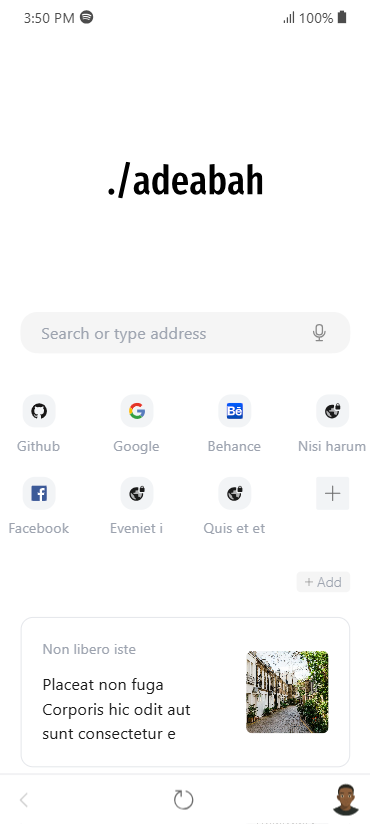 3:50 PM
100%
./adeabah
Search or type address
Github
Google
Behance
Nisi harum
Facebook
Eveniet i
Quis et et
+ Add
Non libero iste
Placeat non fuga
Corporis hic odit aut
sunt consectetur e